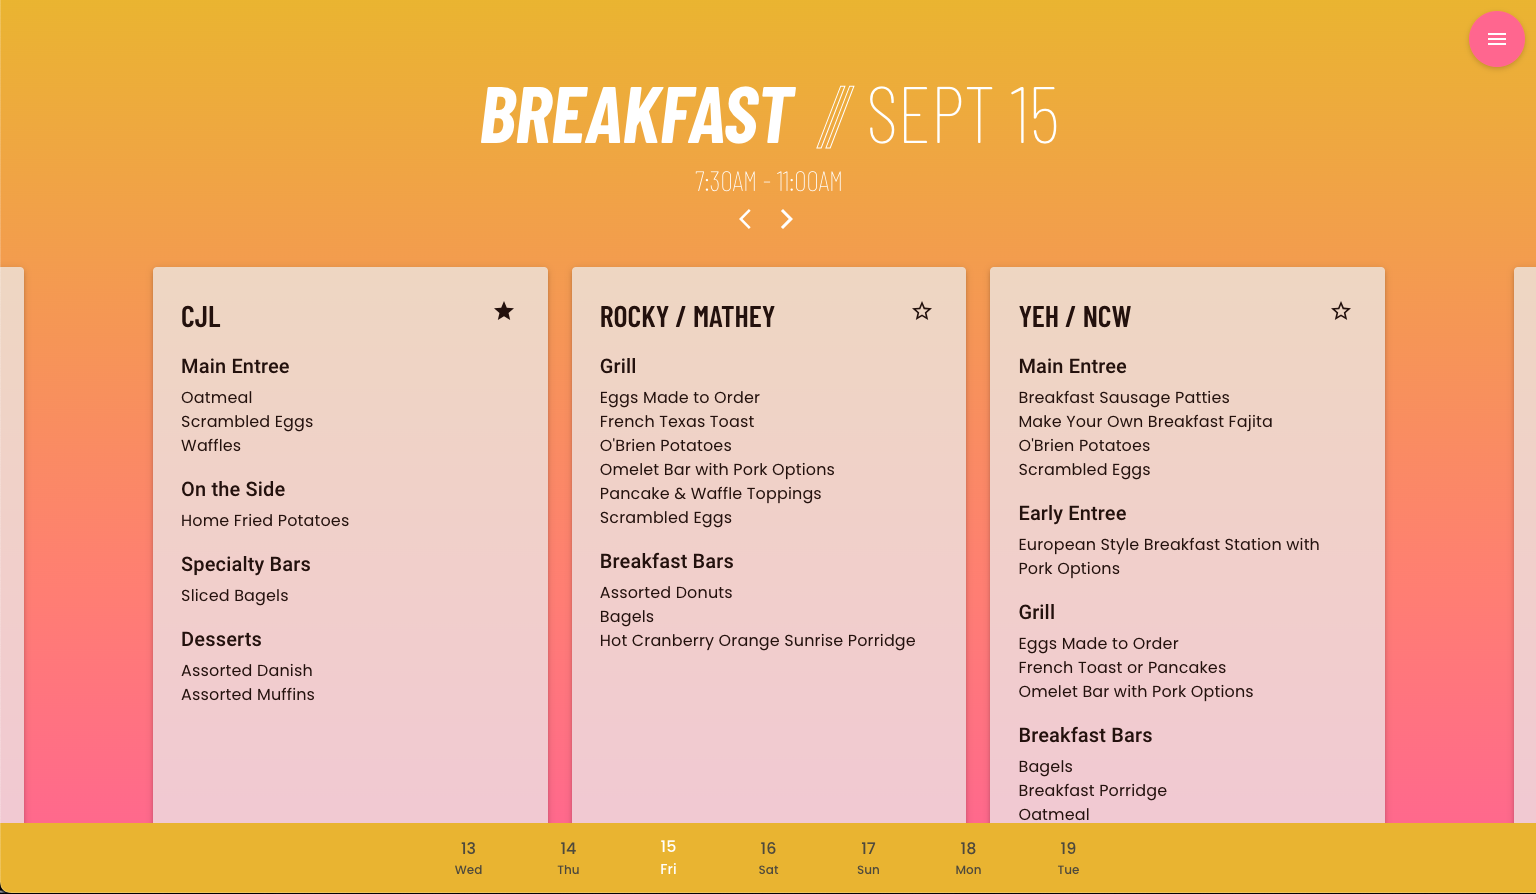 BREAKFAST // SEPT 15
7:30AM - 11:00AM
CJL
Main Entree
Oatmeal
Scrambled Eggs
Waffles
On the Side
Home Fried Potatoes
Specialty Bars
Sliced Bagels
Desserts
Assorted Danish
Assorted Muffins
ROCKY / MATHEY
Grill
Eggs Made to Order
French Texas Toast
O'Brien Potatoes
Omelet Bar with Pork Options
Pancake & Waffle Toppings
Scrambled Eggs
Breakfast Bars
Assorted Donuts
Bagels
Hot Cranberry Orange Sunrise Porridge
YEH / NCW
Main Entree
Breakfast Sausage Patties
Make Your Own Breakfast Fajita
O'Brien Potatoes
Scrambled Eggs
Early Entree
European Style Breakfast Station with
Pork Options
Grill
Eggs Made to Order
French Toast or Pancakes
Omelet Bar with Pork Options
Breakfast Bars
Bagels
Breakfast Porridge
Oatmeal
13 14 15 16 17 18 19
Wed Thu Fri Sat Sun Mon Tue